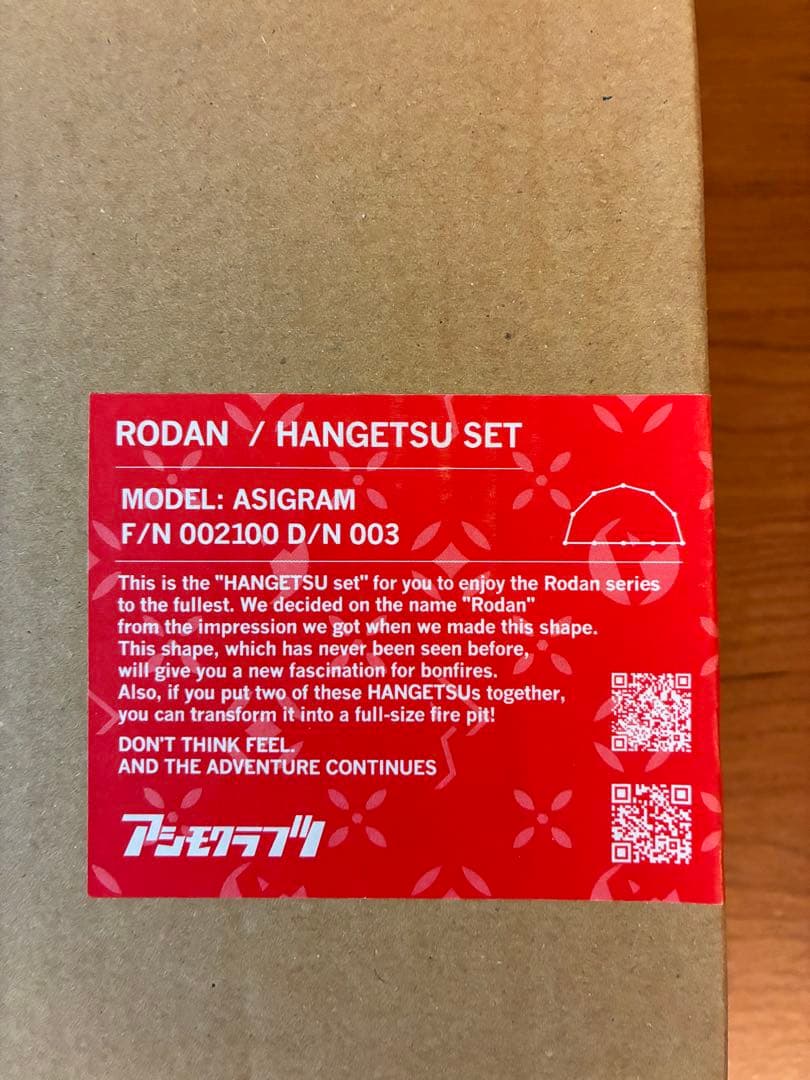 RODAN / HANGETSU SET
MODEL: ASIGRAM
F/N 002100 D/N 003
This is the "HANGETSU set" for you to enjoy the Rodan series
to the fullest. We decided on the name "Rodan"
from the impression we got when we made this shape.
This shape, which has never been seen before,
will give you a new fascination for bonfires.
Also, if you put two of these HANGETSUs together,
you can transform it into a full-size fire pit!
DON'T THINK FEEL.
AND THE ADVENTURE CONTINUES
アシモクラフツ